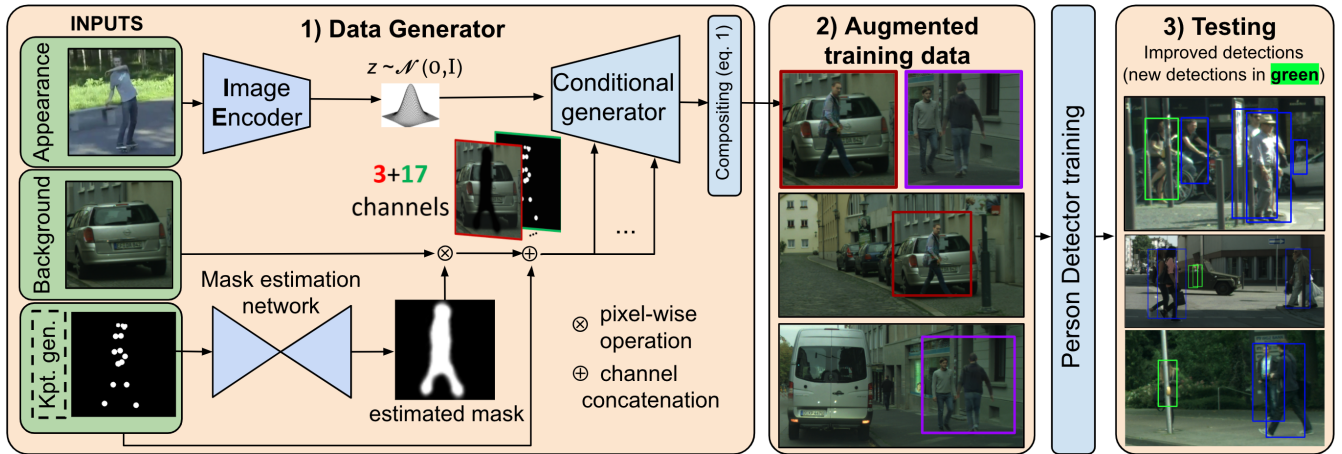 INPUTS
1) Data Generator
Appearance
Image
Encoder
z ~ 𝒩 (0,I)
Conditional
generator
Compositing (eq. 1)
3+17
channels
...
...
Background
Mask estimation
network
Kpt. gen.
estimated mask
⊗ pixel-wise
operation
⊕ channel
concatenation
2) Augmented
training data
Person Detector training
3) Testing
Improved detections
(new detections in green)